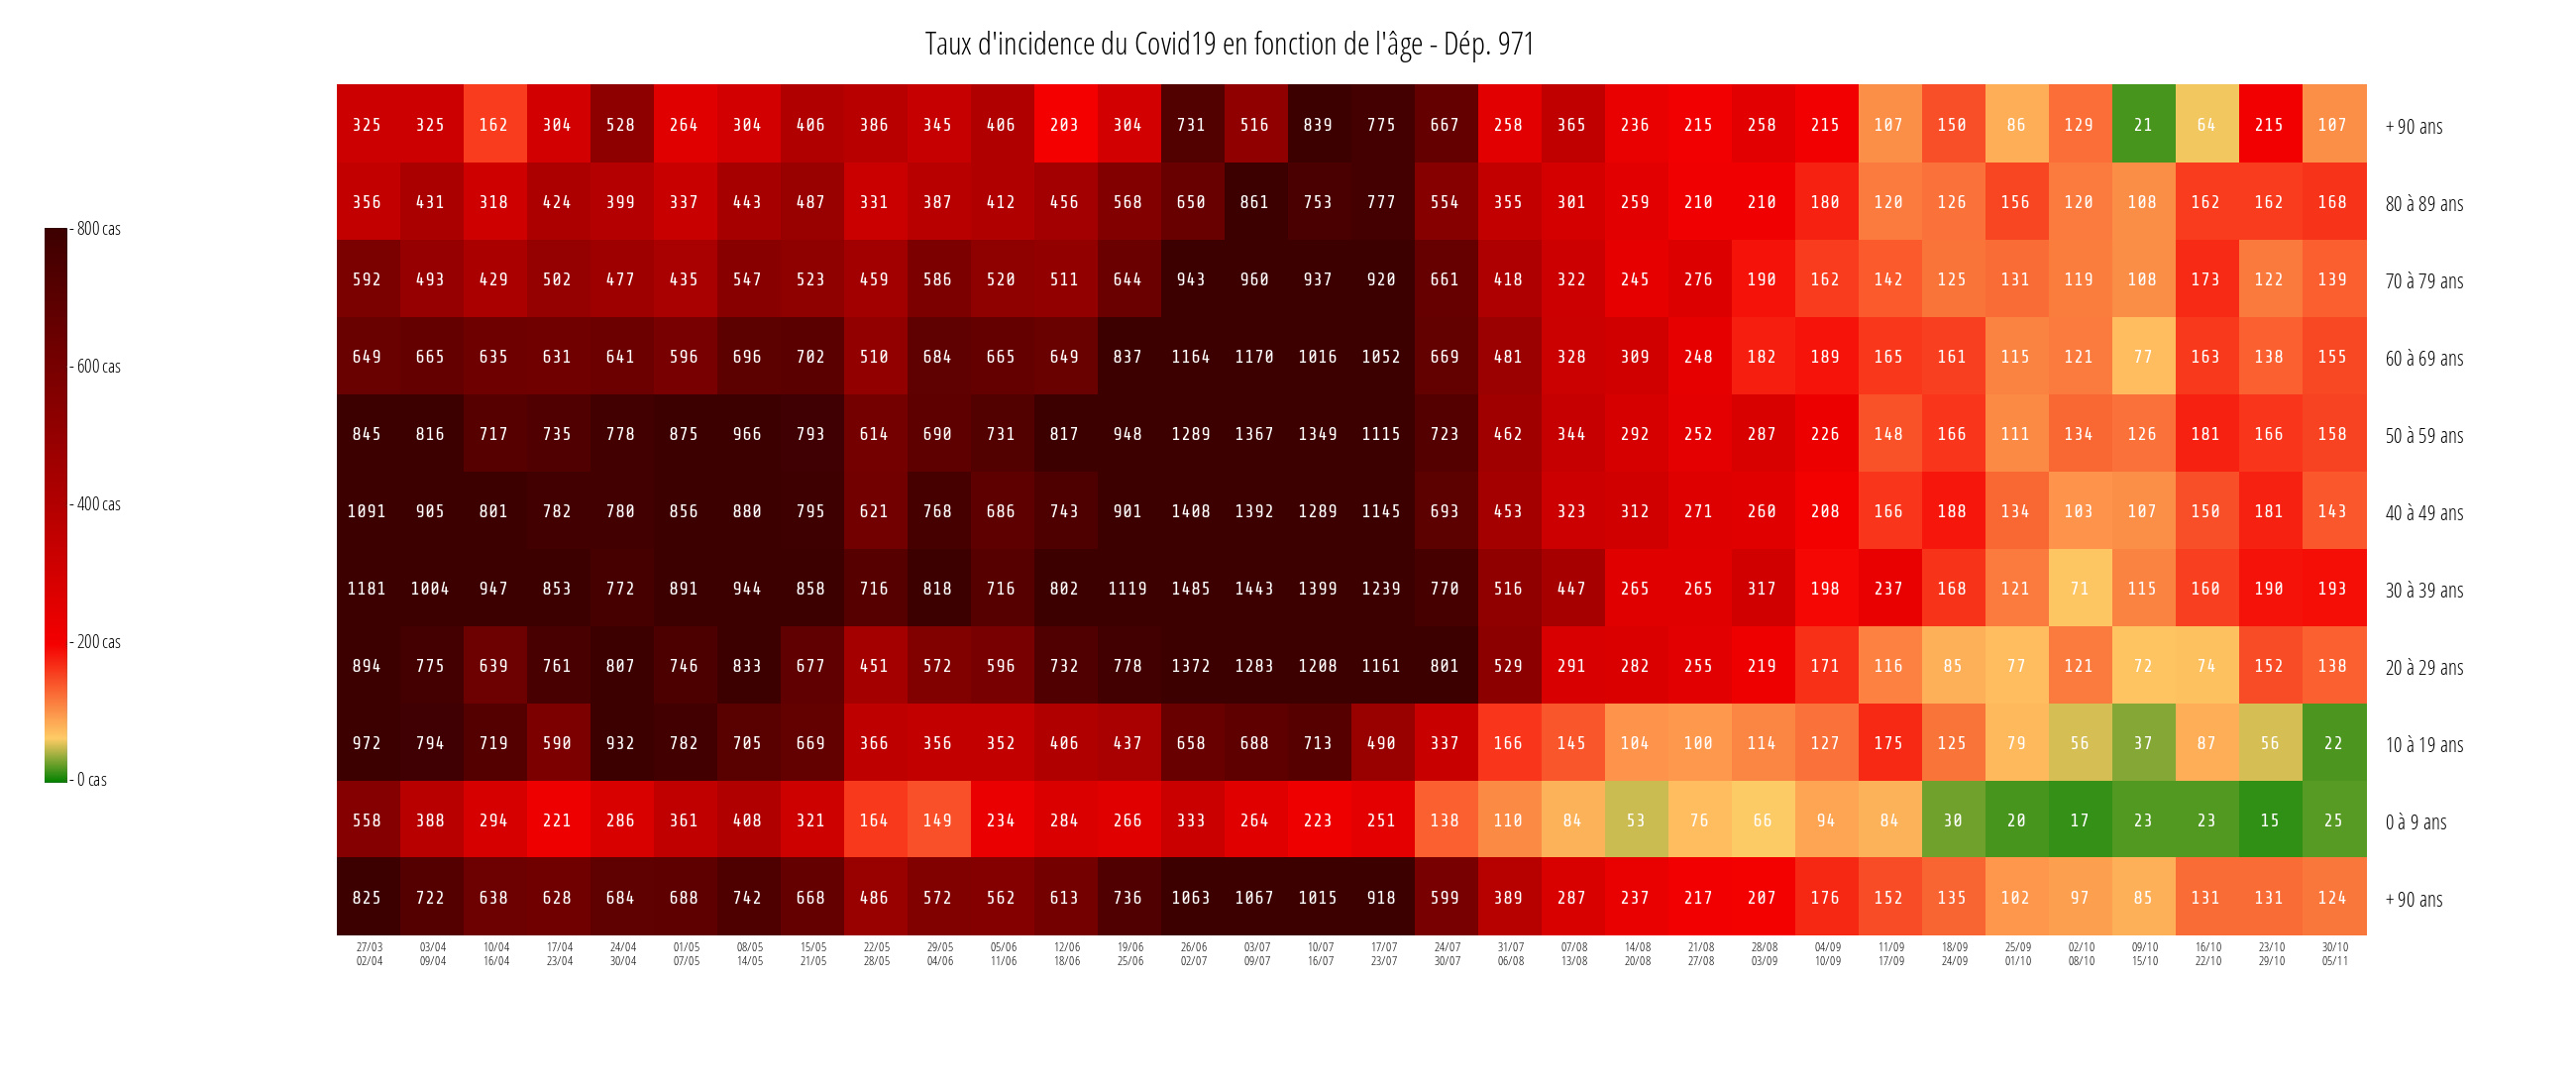 Taux d'incidence du Covid19 en fonction de l'âge - Dép. 971
325 325 162 304 528 264 304 406 386 345 406 203 304 731 516 839 775 667 258 365 236 215 258 215 107 150 86 129 21 64 215 107 + 90 ans
356 431 318 424 399 337 443 487 331 387 412 456 568 650 861 753 777 554 355 301 259 210 210 180 120 126 156 120 108 162 162 168 80 à 89 ans
592 493 429 502 477 435 547 523 459 586 520 511 644 943 960 937 920 661 418 322 245 276 190 162 142 125 131 119 108 173 122 139 70 à 79 ans
649 665 635 631 641 596 696 702 510 684 665 649 837 1164 1170 1016 1052 669 481 328 309 248 182 189 165 161 115 121 77 163 138 155 60 à 69 ans
845 816 717 735 778 875 966 793 614 690 731 817 948 1289 1367 1349 1115 723 462 344 292 252 287 226 148 166 111 134 126 181 166 158 50 à 59 ans
1091 905 801 782 780 856 880 795 621 768 686 743 901 1408 1392 1289 1145 693 453 323 312 271 260 208 166 188 134 103 107 150 181 143 40 à 49 ans
1181 1004 947 853 772 891 944 858 716 818 716 802 1119 1485 1443 1399 1239 770 516 447 265 265 317 198 237 168 121 71 115 160 190 193 30 à 39 ans
894 775 639 761 807 746 833 677 451 572 596 732 778 1372 1283 1208 1161 801 529 291 282 255 219 171 116 85 77 121 72 74 152 138 20 à 29 ans
972 794 719 590 932 782 705 669 366 356 352 406 437 658 688 713 490 337 166 145 104 100 114 127 175 125 79 56 37 87 56 22 10 à 19 ans
558 388 294 221 286 361 408 321 164 149 234 284 266 333 264 223 251 138 110 84 53 76 66 94 84 30 20 17 23 23 15 25 0 à 9 ans
825 722 638 628 684 688 742 668 486 572 562 613 736 1063 1067 1015 918 599 389 287 237 217 207 176 152 135 102 97 85 131 131 124 + 90 ans
27/03 03/04 10/04 17/04 24/04 01/05 08/05 15/05 22/05 29/05 05/06 12/06 19/06 26/06 03/07 10/07 17/07 24/07 31/07 07/08 14/08 21/08 28/08 04/09 11/09 18/09 25/09 02/10 09/10 16/10 23/10 30/10
02/04 09/04 16/04 23/04 30/04 07/05 14/05 21/05 28/05 04/06 11/06 18/06 25/06 02/07 09/07 16/07 23/07 30/07 06/08 13/08 20/08 27/08 03/09 10/09 17/09 24/09 01/10 08/10 15/10 22/10 29/10 05/11
- 800 cas
- 600 cas
- 400 cas
- 200 cas
- 0 cas